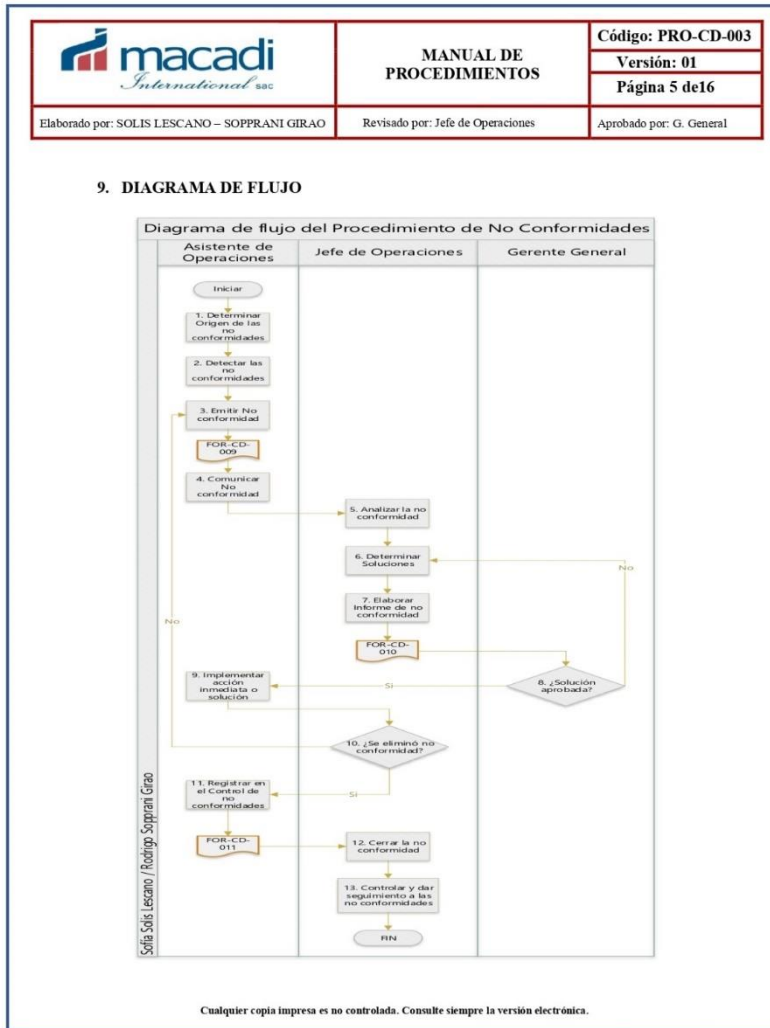 macadi
International sac
MANUAL DE
PROCEDIMIENTOS
Código: PRO-CD-003
Versión: 01
Página 5 de16
Elaborado por: SOLIS LESCANO – SOPPRANI GIRAO
Revisado por: Jefe de Operaciones
Aprobado por: G. General
9. DIAGRAMA DE FLUJO
Diagrama de flujo del Procedimiento de No Conformidades
Asistente de
Operaciones
Jefe de Operaciones
Gerente General
Iniciar
1. Determinar
Origen de las
no
conformidades
2. Detectar las
no
conformidades
3. Emitir No
conformidad
FOR-CD-
009
4. Comunicar
No
conformidad
5. Analizar la no
conformidad
6. Determinar
Soluciones
No
7. Elaborar
Informe de no
conformidad
No
FOR-CD-
010
8. ¿Solución
aprobada?
Si
9. Implementar
acción
inmediata o
solución
10. ¿Se eliminó no
conformidad?
Si
11. Registrar en
el Control de
no
conformidades
FOR-CD-
011
12. Cerrar la no
conformidad
13. Controlar y dar
seguimiento a las
no conformidades
FIN
Sofía Solis Lescano / Rodrigo Soprani Girao
Cualquier copia impresa es no controlada. Consulte siempre la versión electrónica.